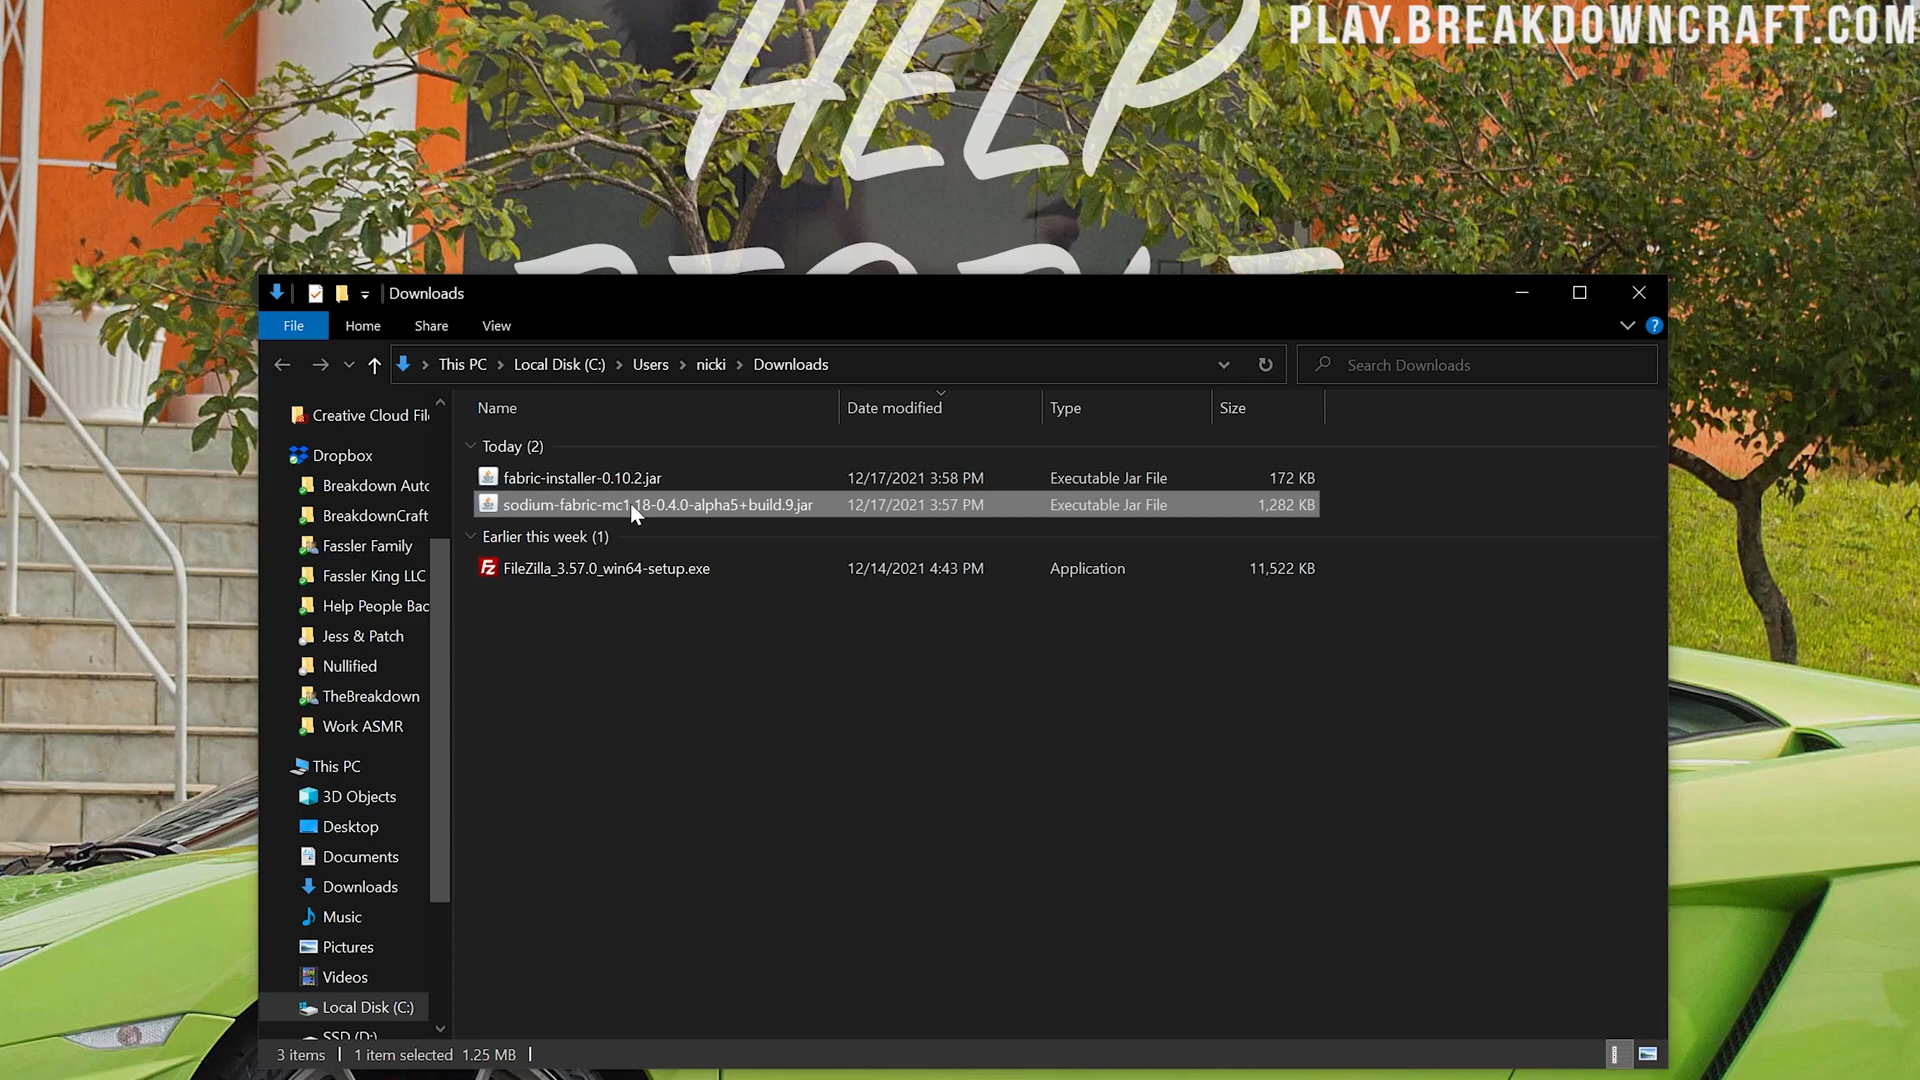 PLAY.BREAKDOWNCRAFT.COM
HELP
Downloads
File Home Share View
This PC Local Disk (C:) Users nicki Downloads
Search Downloads
Name Date modified Type Size
Creative Cloud Fil
Dropbox
Breakdown Auto
BreakdownCraft
Fassler Family
Fassler King LLC
Help People Bac
Jess & Patch
Nullified
TheBreakdown
Work ASMR
This PC
3D Objects
Desktop
Documents
Downloads
Music
Pictures
Videos
Local Disk (C:)
SSD (D:)
Today (2)
fabric-installer-0.10.2.jar 12/17/2021 3:58 PM Executable Jar File 172 KB
sodium-fabric-mc1.18-0.4.0-alpha5+build.9.jar 12/17/2021 3:57 PM Executable Jar File 1,282 KB
Earlier this week (1)
FileZilla_3.57.0_win64-setup.exe 12/14/2021 4:43 PM Application 11,522 KB
3 items 1 item selected 1.25 MB